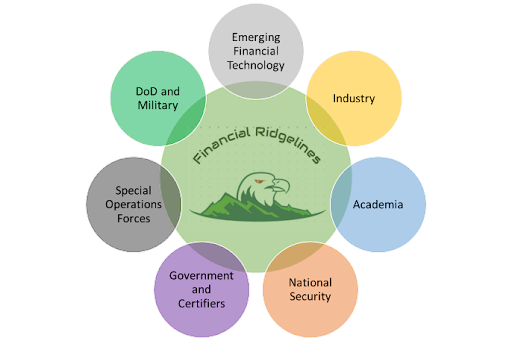 Emerging
Financial
Technology
DoD and
Military
Industry
Financial Ridgelines
Special
Operations
Forces
Academia
Government
and
Certifiers
National
Security